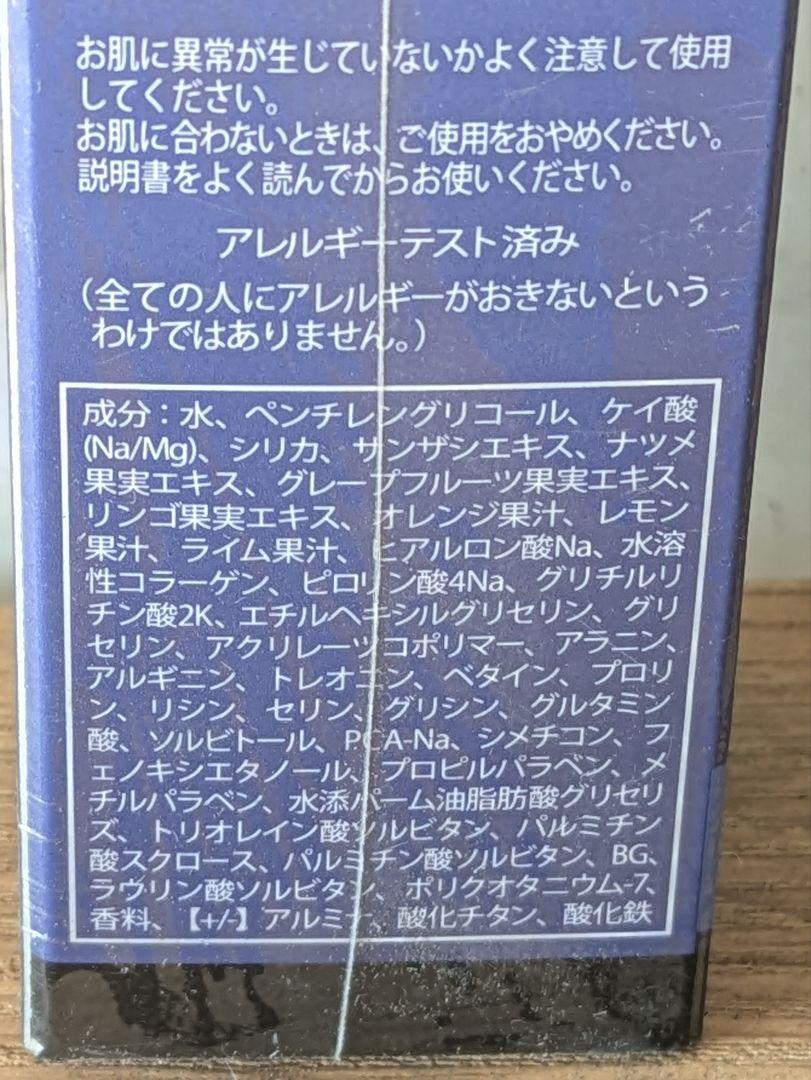 お肌に異常が生じていないかよく注意して使用
してください。
お肌に合わないときは、ご使用をおやめください。
説明書をよく読んでからお使いください。
アレルギーテスト済み
(全ての人にアレルギーがおきないという
わけではありません。)
成分:水、ペンチレングリコール、ケイ酸
(Na/Mg)、シリカ、サンザシエキス、ナツメ
果実エキス、グレープフルーツ果実エキス、
リンゴ果実エキス、オレンジ果汁、レモン
果汁、ライム果汁、ヒアルロン酸Na、水溶
性コラーゲン、ピロリン酸4Na、グリチルリ
チン酸2K、エチルヘキシルグリセリン、グリ
セリン、アクリレーツコポリマー、アラニン、
アルギニン、トレオニン、ベタイン、プロリ
ン、リシン、セリン、グリシン、グルタミン
酸、ソルビトール、PCA-Na、シメチコン、フ
ェノキシエタノール、プロピルパラベン、メ
チルパラベン、水添パーム油脂肪酸グリセリ
ズ、トリオレイン酸ソルビタン、パルミチン
酸スクロース、パルミチン酸ソルビタン、BG、
ラウリン酸ソルビタン、ポリクオタニウム-7、
香料、【+/-】アルミナ、酸化チタン、酸化鉄